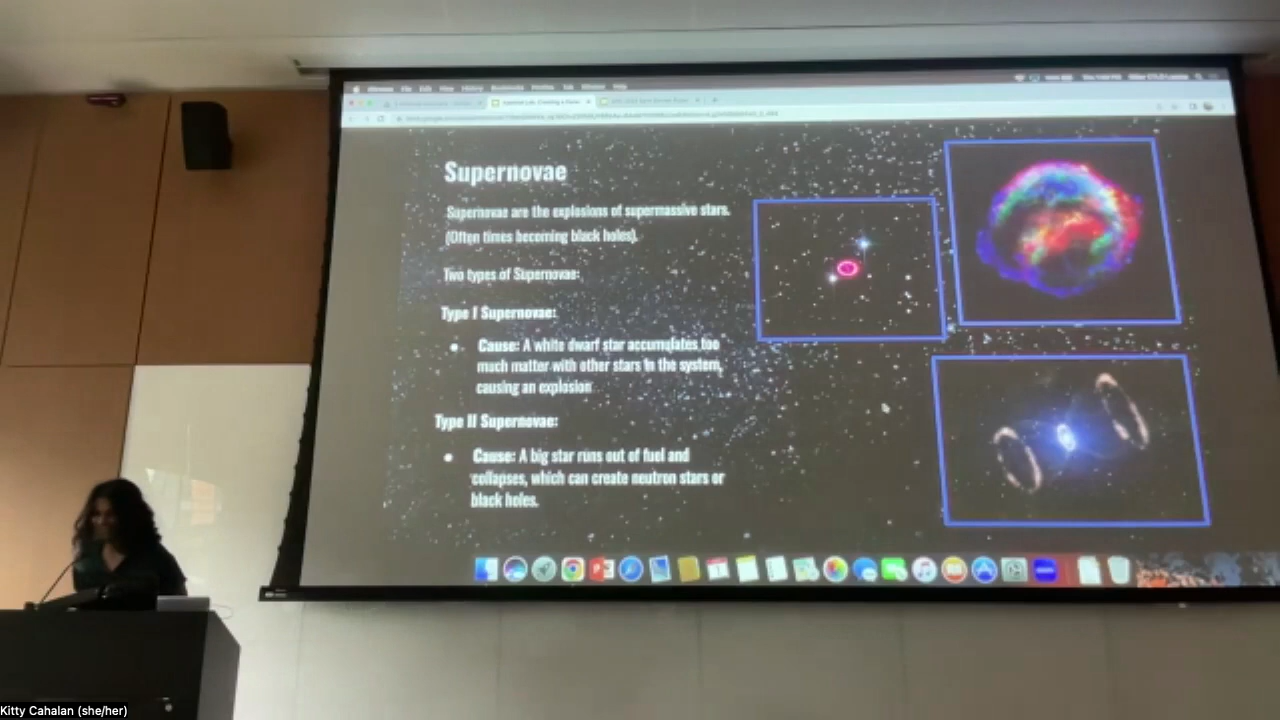 Supernovae
Supernovae are the explosions of supermassive stars.
(Often times becoming black holes).
Two types of Supernovae:
Type I Supernovae:
Cause: A white dwarf star accumulates too
much matter with other stars in the system,
causing an explosion
Type II Supernovae:
Cause: A big star runs out of fuel and
collapses, which can create neutron stars or
black holes.
Kitty Cahalan (she/her)